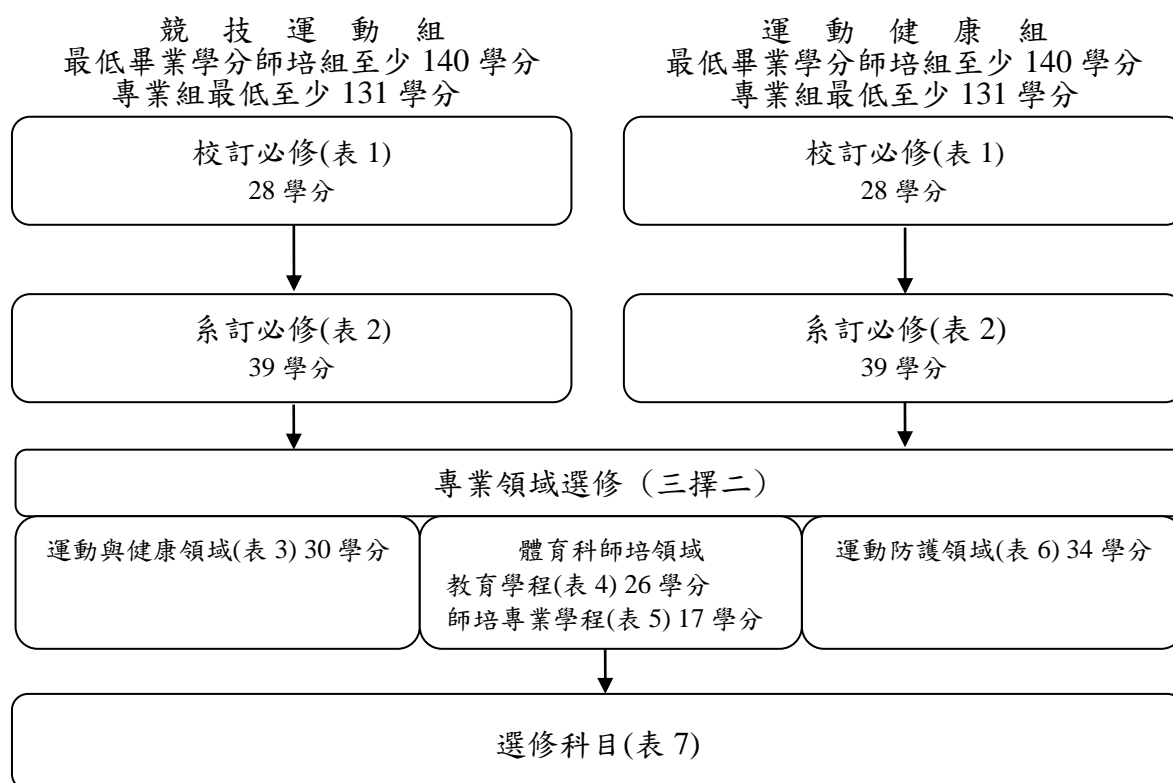 競技運動組
最低畢業學分師培組至少 140 學分
專業組最低至少 131 學分
運動健康組
最低畢業學分師培組至少 140 學分
專業組最低至少 131 學分
校訂必修(表 1)
28 學分
校訂必修(表 1)
28 學分
系訂必修(表 2)
39 學分
系訂必修(表 2)
39 學分
專業領域選修（三擇二）
運動與健康領域(表 3) 30 學分
體育科師培領域
教育學程(表 4) 26 學分
師培專業學程(表 5) 17 學分
運動防護領域(表 6) 34 學分
選修科目(表 7)